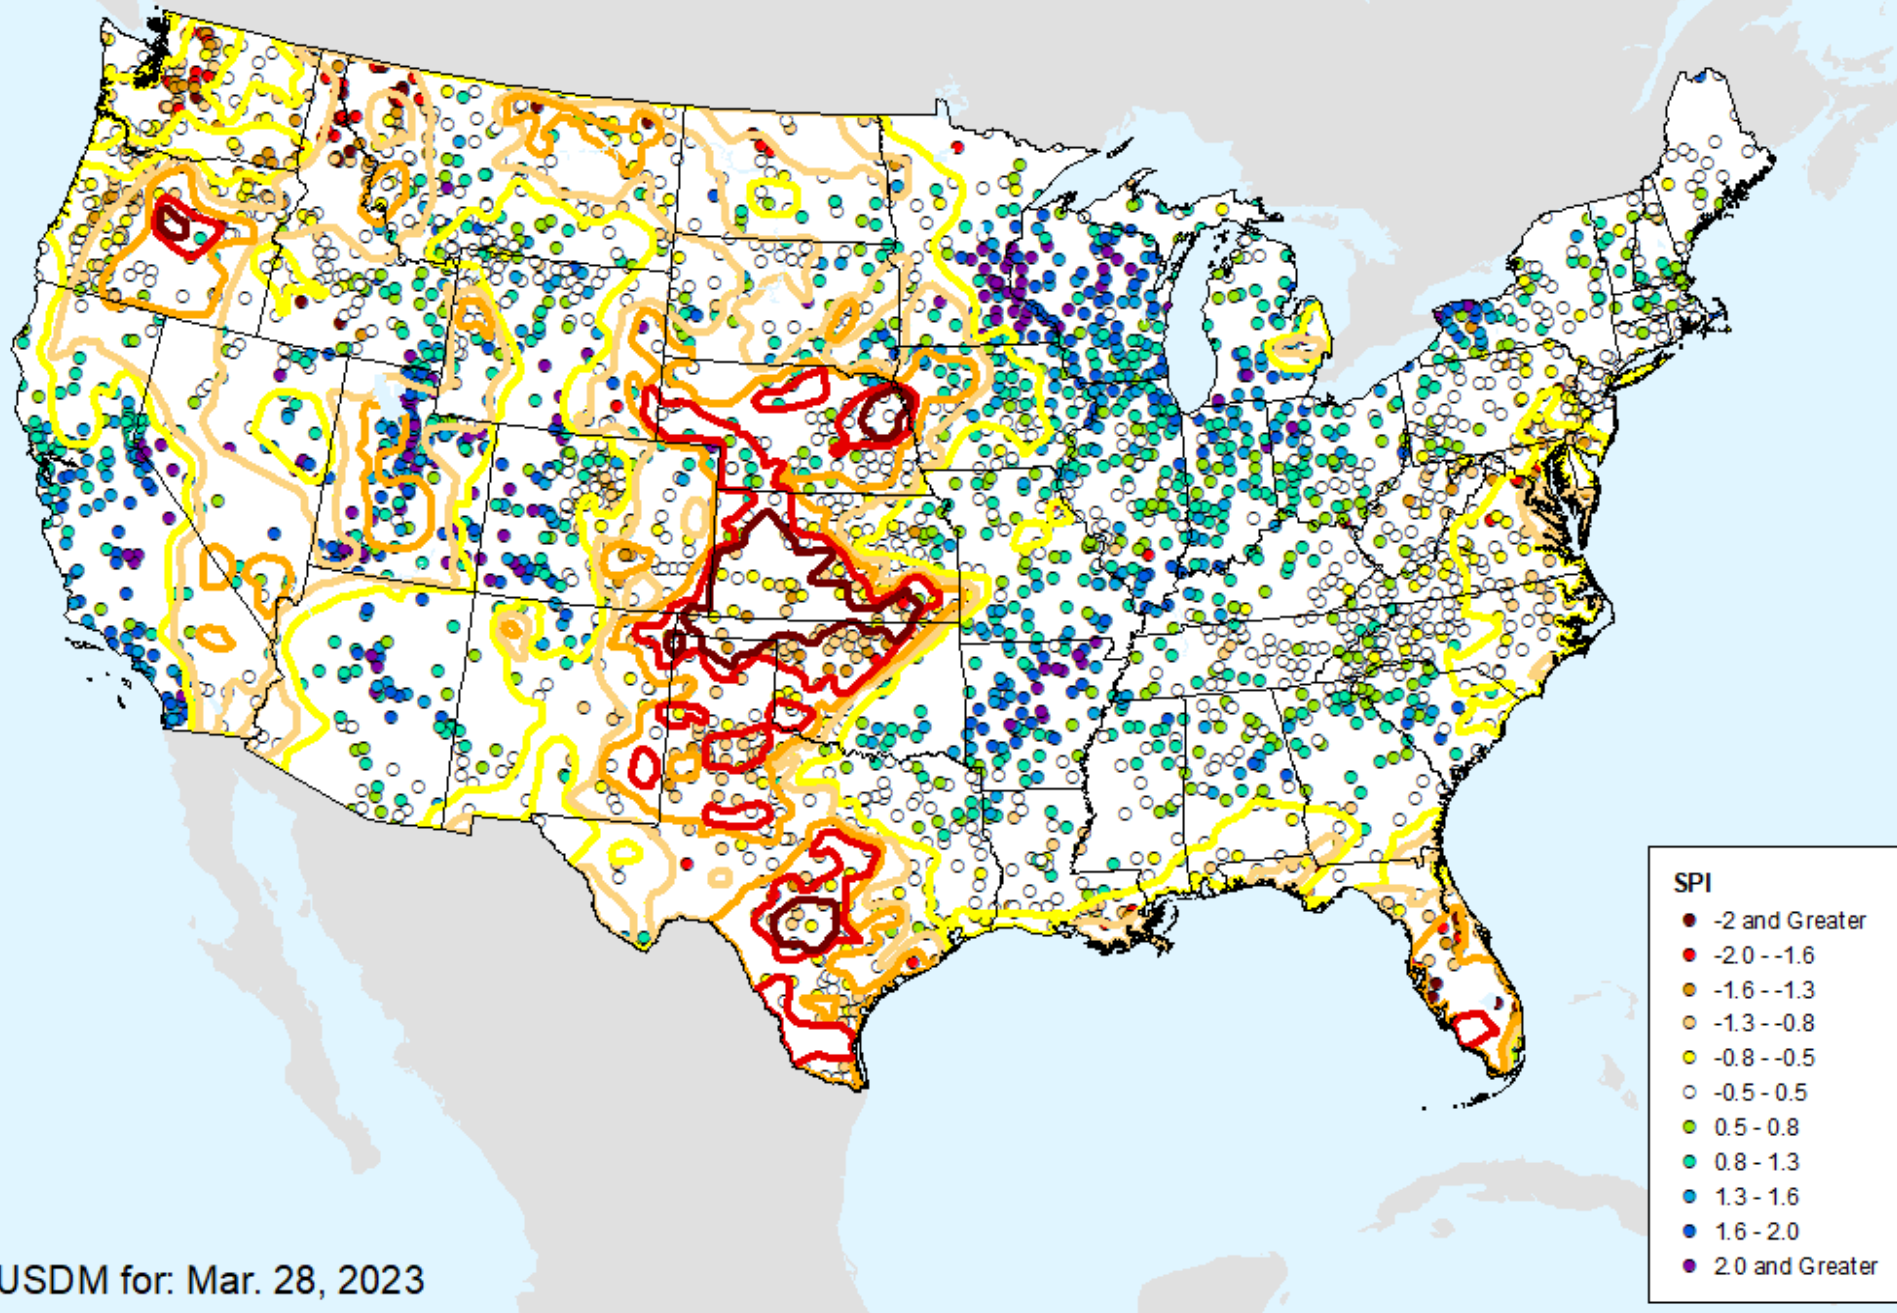 SPI
-2 and Greater
-2.0 - -1.6
-1.6 - -1.3
-1.3 - -0.8
-0.8 - -0.5
-0.5 - 0.5
0.5 - 0.8
0.8 - 1.3
1.3 - 1.6
1.6 - 2.0
2.0 and Greater
USDM for: Mar. 28, 2023